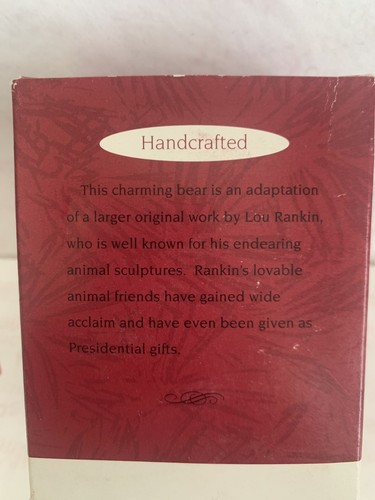 Handcrafted
This charming bear is an adaptation
of a larger original work by Lou Rankin,
who is well known for his endearing
animal sculptures. Rankin's lovable
animal friends have gained wide
acclaim and have even been given as
Presidential gifts.